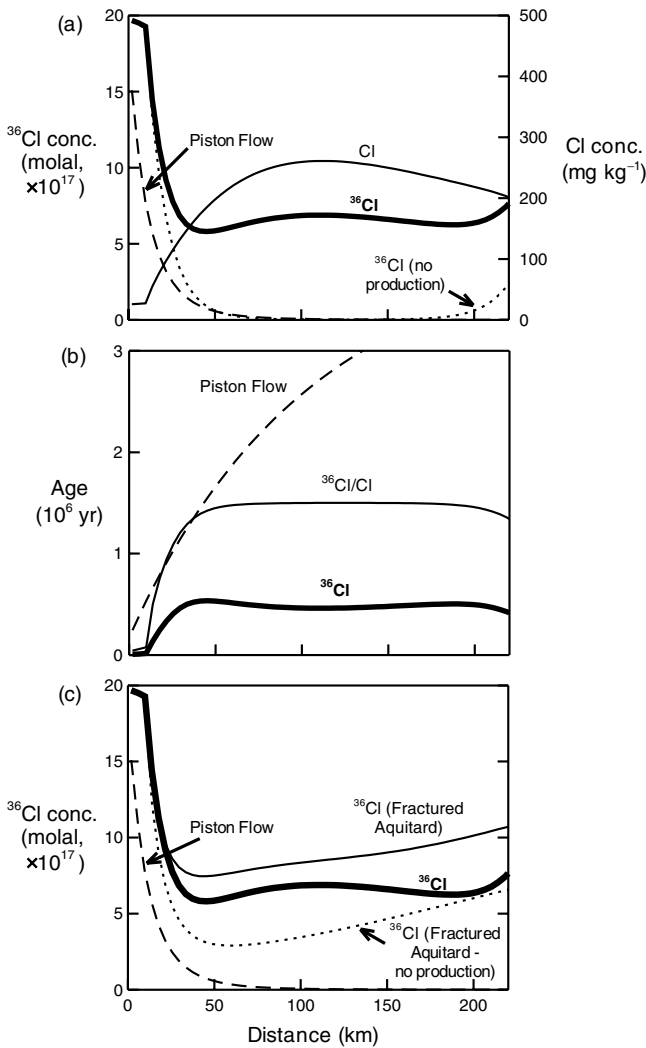 (a)
20
15
10
5
0
³⁶Cl conc.
(molal,
×10¹⁷)
500
400
300
200
100
0
Cl conc.
(mg kg⁻¹)
Piston Flow
Cl
³⁶Cl
³⁶Cl (no
production)
(b)
3
2
1
0
Age
(10⁶ yr)
Piston Flow
³⁶Cl/Cl
³⁶Cl
(c)
20
15
10
5
0
³⁶Cl conc.
(molal,
×10¹⁷)
Piston Flow
³⁶Cl (Fractured
Aquitard)
³⁶Cl
³⁶Cl (Fractured
Aquitard -
no production)
0 50 100 150 200
Distance (km)